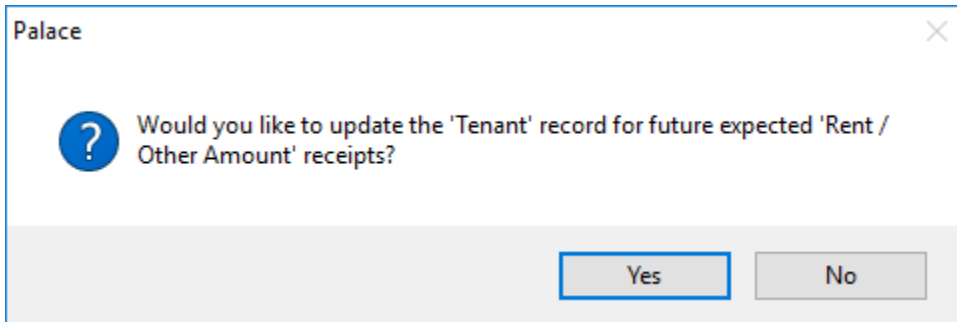 Palace
Would you like to update the 'Tenant' record for future expected 'Rent /
Other Amount' receipts?
Yes
No